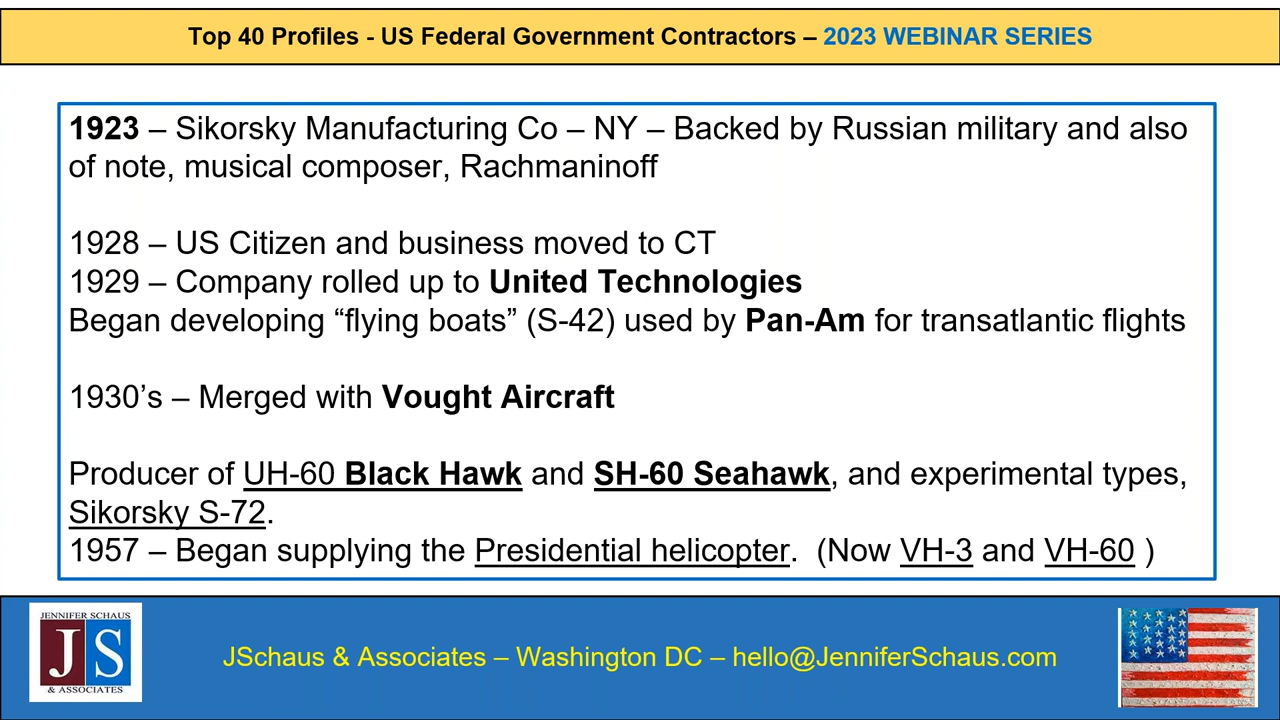 Top 40 Profiles - US Federal Government Contractors – 2023 WEBINAR SERIES
1923 – Sikorsky Manufacturing Co – NY – Backed by Russian military and also
of note, musical composer, Rachmaninoff
1928 – US Citizen and business moved to CT
1929 – Company rolled up to United Technologies
Began developing “flying boats” (S-42) used by Pan-Am for transatlantic flights
1930’s – Merged with Vought Aircraft
Producer of UH-60 Black Hawk and SH-60 Seahawk, and experimental types,
Sikorsky S-72.
1957 – Began supplying the Presidential helicopter.  (Now VH-3 and VH-60 )
JENNIFER SCHAUS
JS
& ASSOCIATES
JSchaus & Associates – Washington DC – hello@JenniferSchaus.com